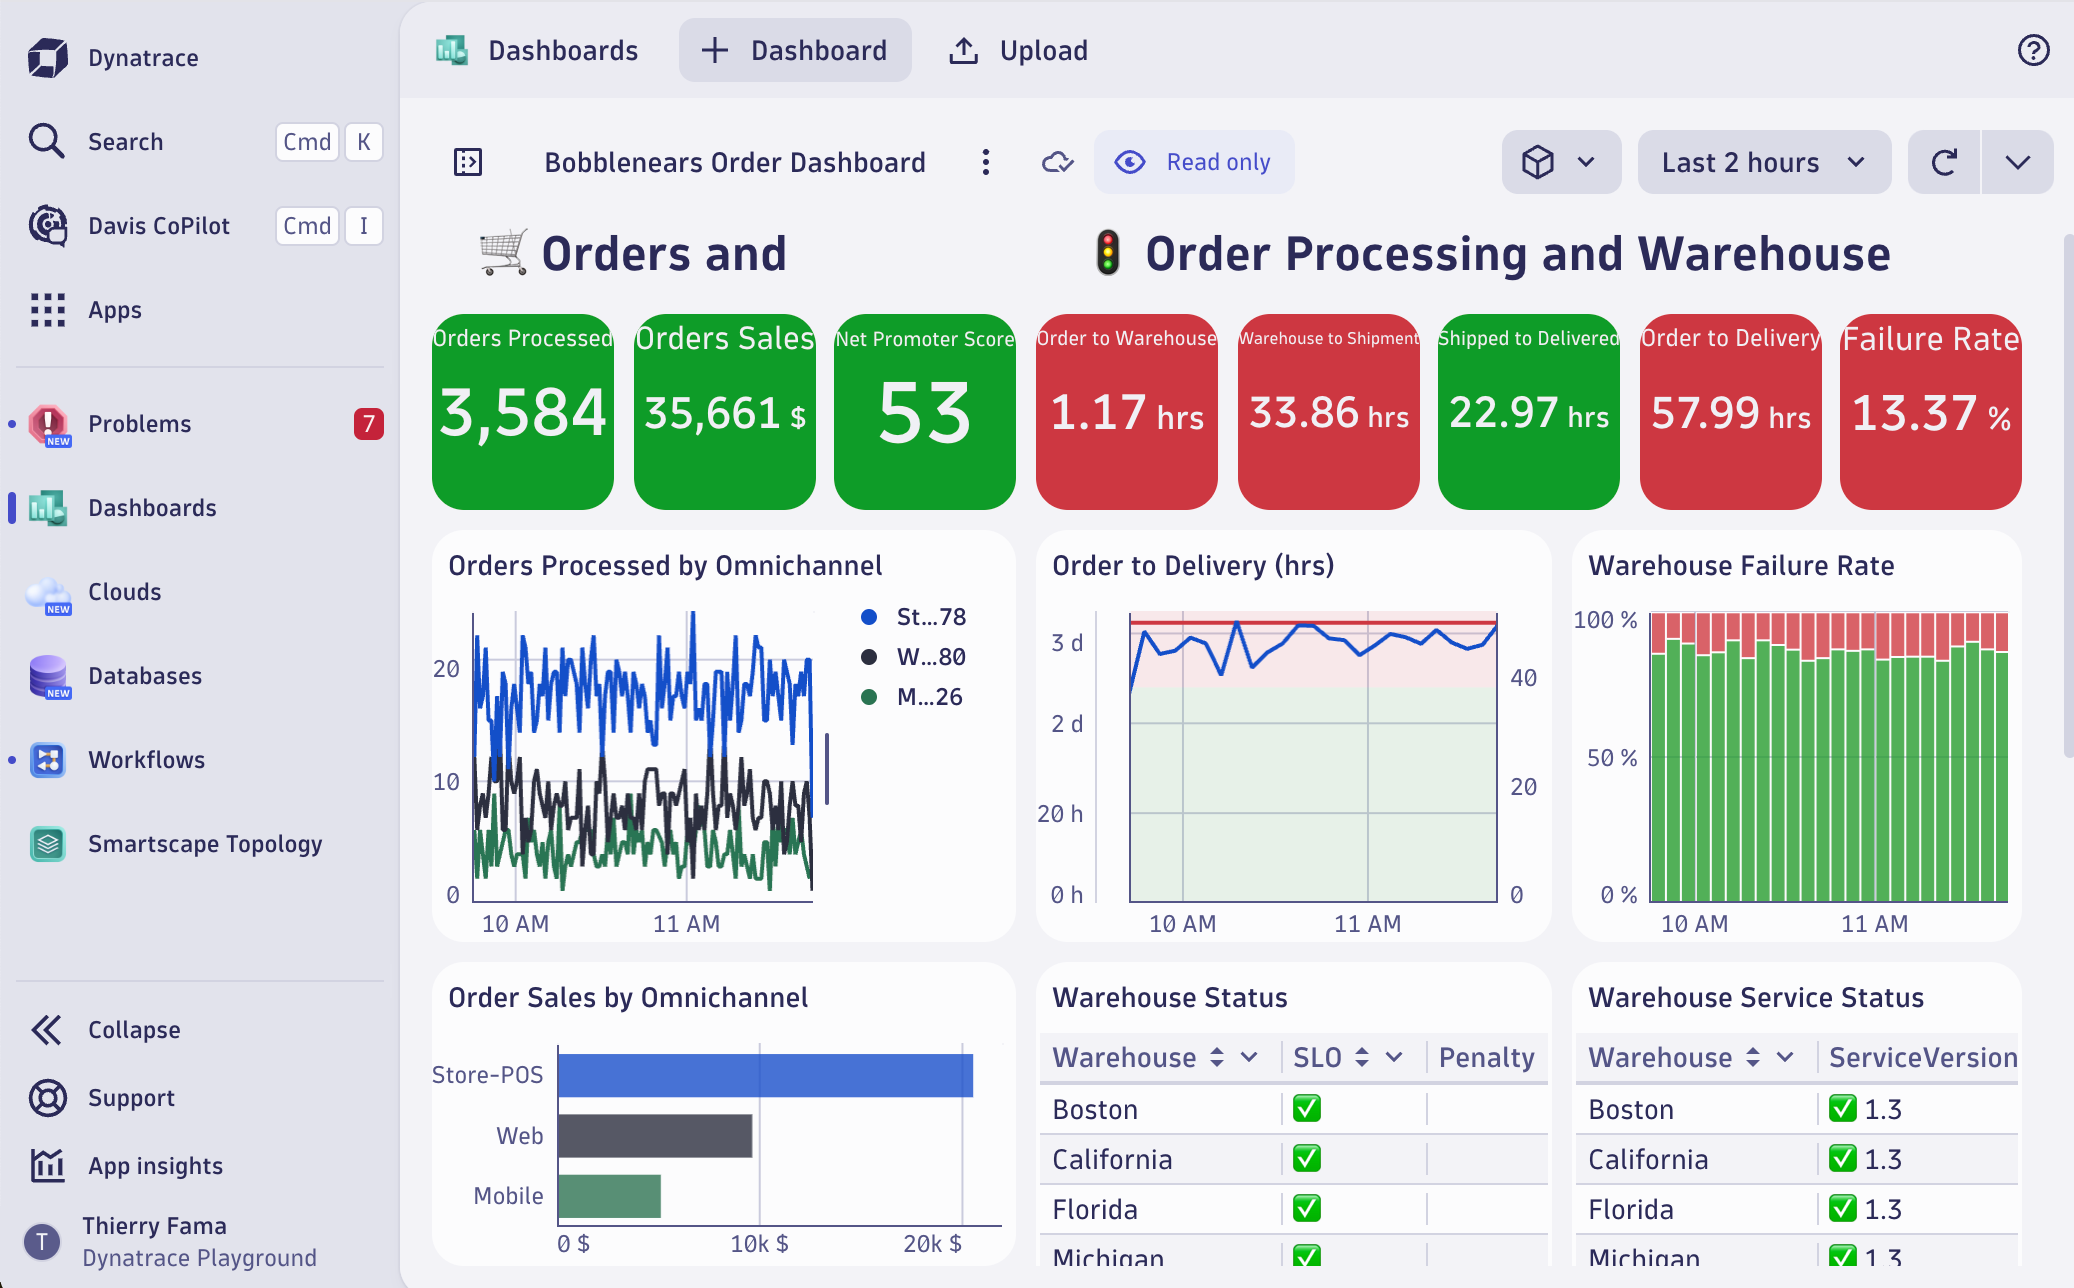 Dynatrace
Search Cmd K
Davis CoPilot Cmd I
Apps
Problems 7
NEW
Dashboards
Clouds
NEW
Databases
NEW
Workflows
Smartscape Topology
Collapse
Support
App insights
T Thierry Fama
Dynatrace Playground
Dashboards Dashboard Upload
Bobblenears Order Dashboard Read only Last 2 hours
Orders and
Order Processing and Warehouse
Orders Processed
3,584
Orders Sales
35,661 $
Net Promoter Score
53
Order to Warehouse
1.17 hrs
Warehouse to Shipment
33.86 hrs
Shipped to Delivered
22.97 hrs
Order to Delivery
57.99 hrs
Failure Rate
13.37 %
Orders Processed by Omnichannel
20
10
0
10 AM 11 AM
St...78
W...80
M...26
Order to Delivery (hrs)
3 d
2 d
20 h
0 h
40
20
0
10 AM 11 AM
Warehouse Failure Rate
100 %
50 %
0 %
10 AM 11 AM
Order Sales by Omnichannel
Store-POS
Web
Mobile
0 $ 10k $ 20k $
Warehouse Status
Warehouse SLO Penalty
Boston ✅
California ✅
Florida ✅
Michigan ✅
Warehouse Service Status
Warehouse ServiceVersion
Boston ✅ 1.3
California ✅ 1.3
Florida ✅ 1.3
Michigan ✅ 1.3